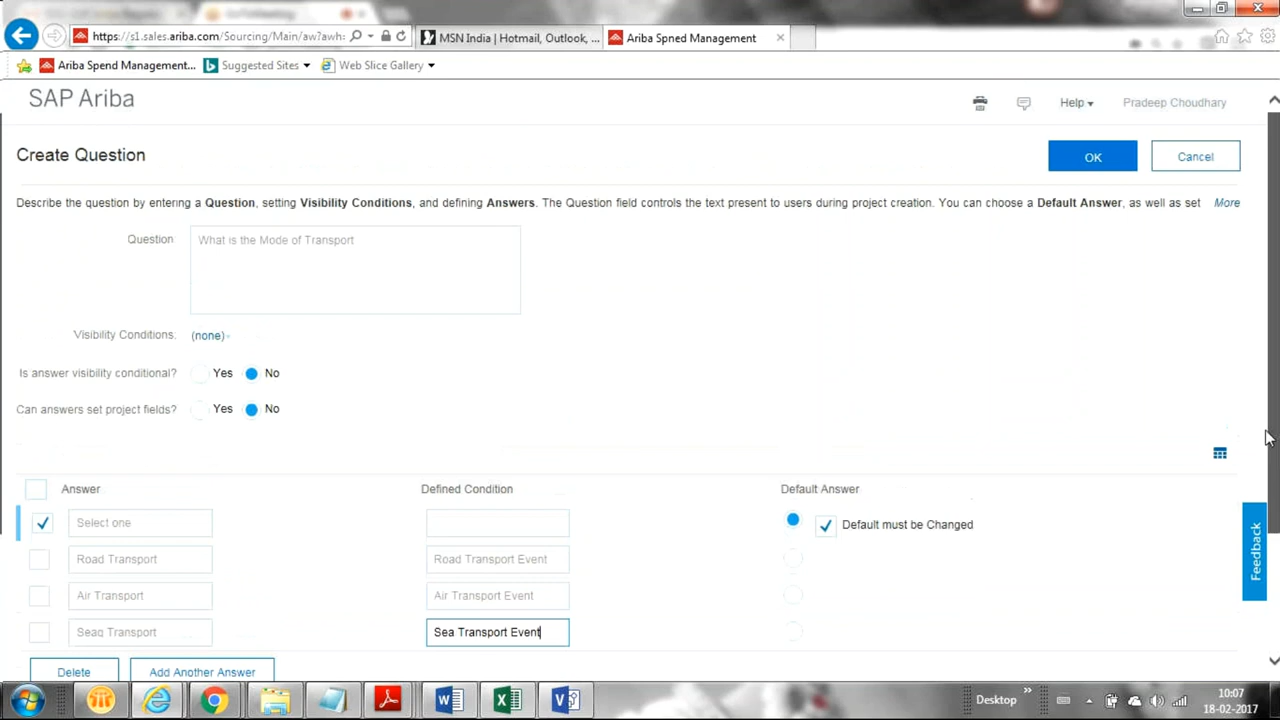 https://s1.sales.ariba.com/Sourcing/Main/aw?awh:
MSN India | Hotmail, Outlook, ...
Ariba Spned Management
Ariba Spend Management...
Suggested Sites
Web Slice Gallery
SAP Ariba
Help
Pradeep Choudhary
Create Question
OK
Cancel
Describe the question by entering a Question, setting Visibility Conditions, and defining Answers. The Question field controls the text present to users during project creation. You can choose a Default Answer, as well as set More
Question
What is the Mode of Transport
Visibility Conditions:
(none)
Is answer visibility conditional?
Yes
No
Can answers set project fields?
Yes
No
Answer
Defined Condition
Default Answer
Select one
Default must be Changed
Road Transport
Road Transport Event
Air Transport
Air Transport Event
Seaq Transport
Sea Transport Event
Delete
Add Another Answer
Feedback
Desktop
10:07
18-02-2017